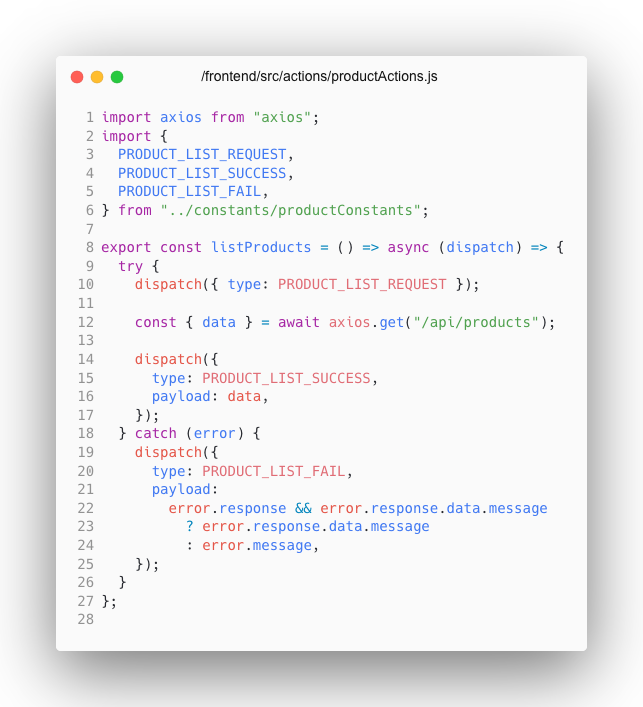 /frontend/src/actions/productActions.js
1 import axios from "axios";
2 import {
3   PRODUCT_LIST_REQUEST,
4   PRODUCT_LIST_SUCCESS,
5   PRODUCT_LIST_FAIL,
6 } from "../constants/productConstants";
7
8 export const listProducts = () => async (dispatch) => {
9   try {
10     dispatch({ type: PRODUCT_LIST_REQUEST });
11
12     const { data } = await axios.get("/api/products");
13
14     dispatch({
15       type: PRODUCT_LIST_SUCCESS,
16       payload: data,
17     });
18   } catch (error) {
19     dispatch({
20       type: PRODUCT_LIST_FAIL,
21       payload:
22         error.response && error.response.data.message
23           ? error.response.data.message
24           : error.message,
25     });
26   }
27 };
28